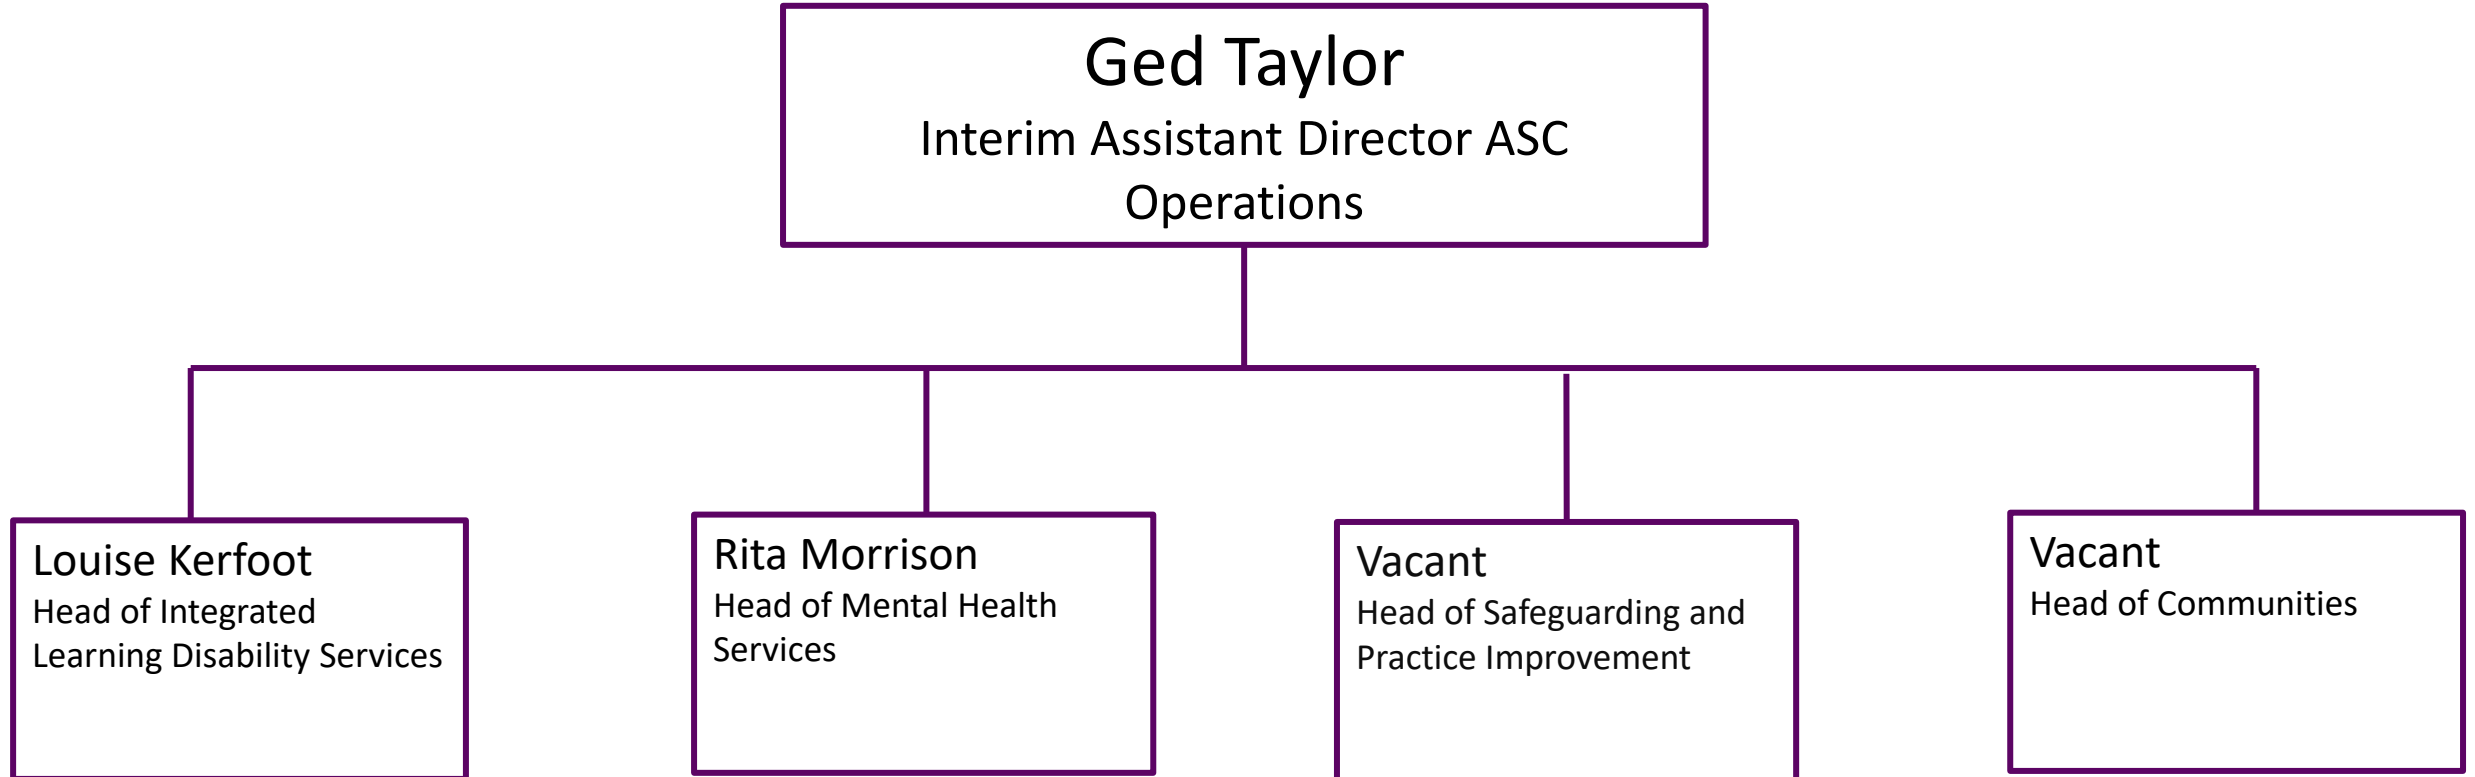 Ged Taylor
Interim Assistant Director ASC
Operations
Louise Kerfoot
Head of Integrated
Learning Disability Services
Rita Morrison
Head of Mental Health
Services
Vacant
Head of Safeguarding and
Practice Improvement
Vacant
Head of Communities